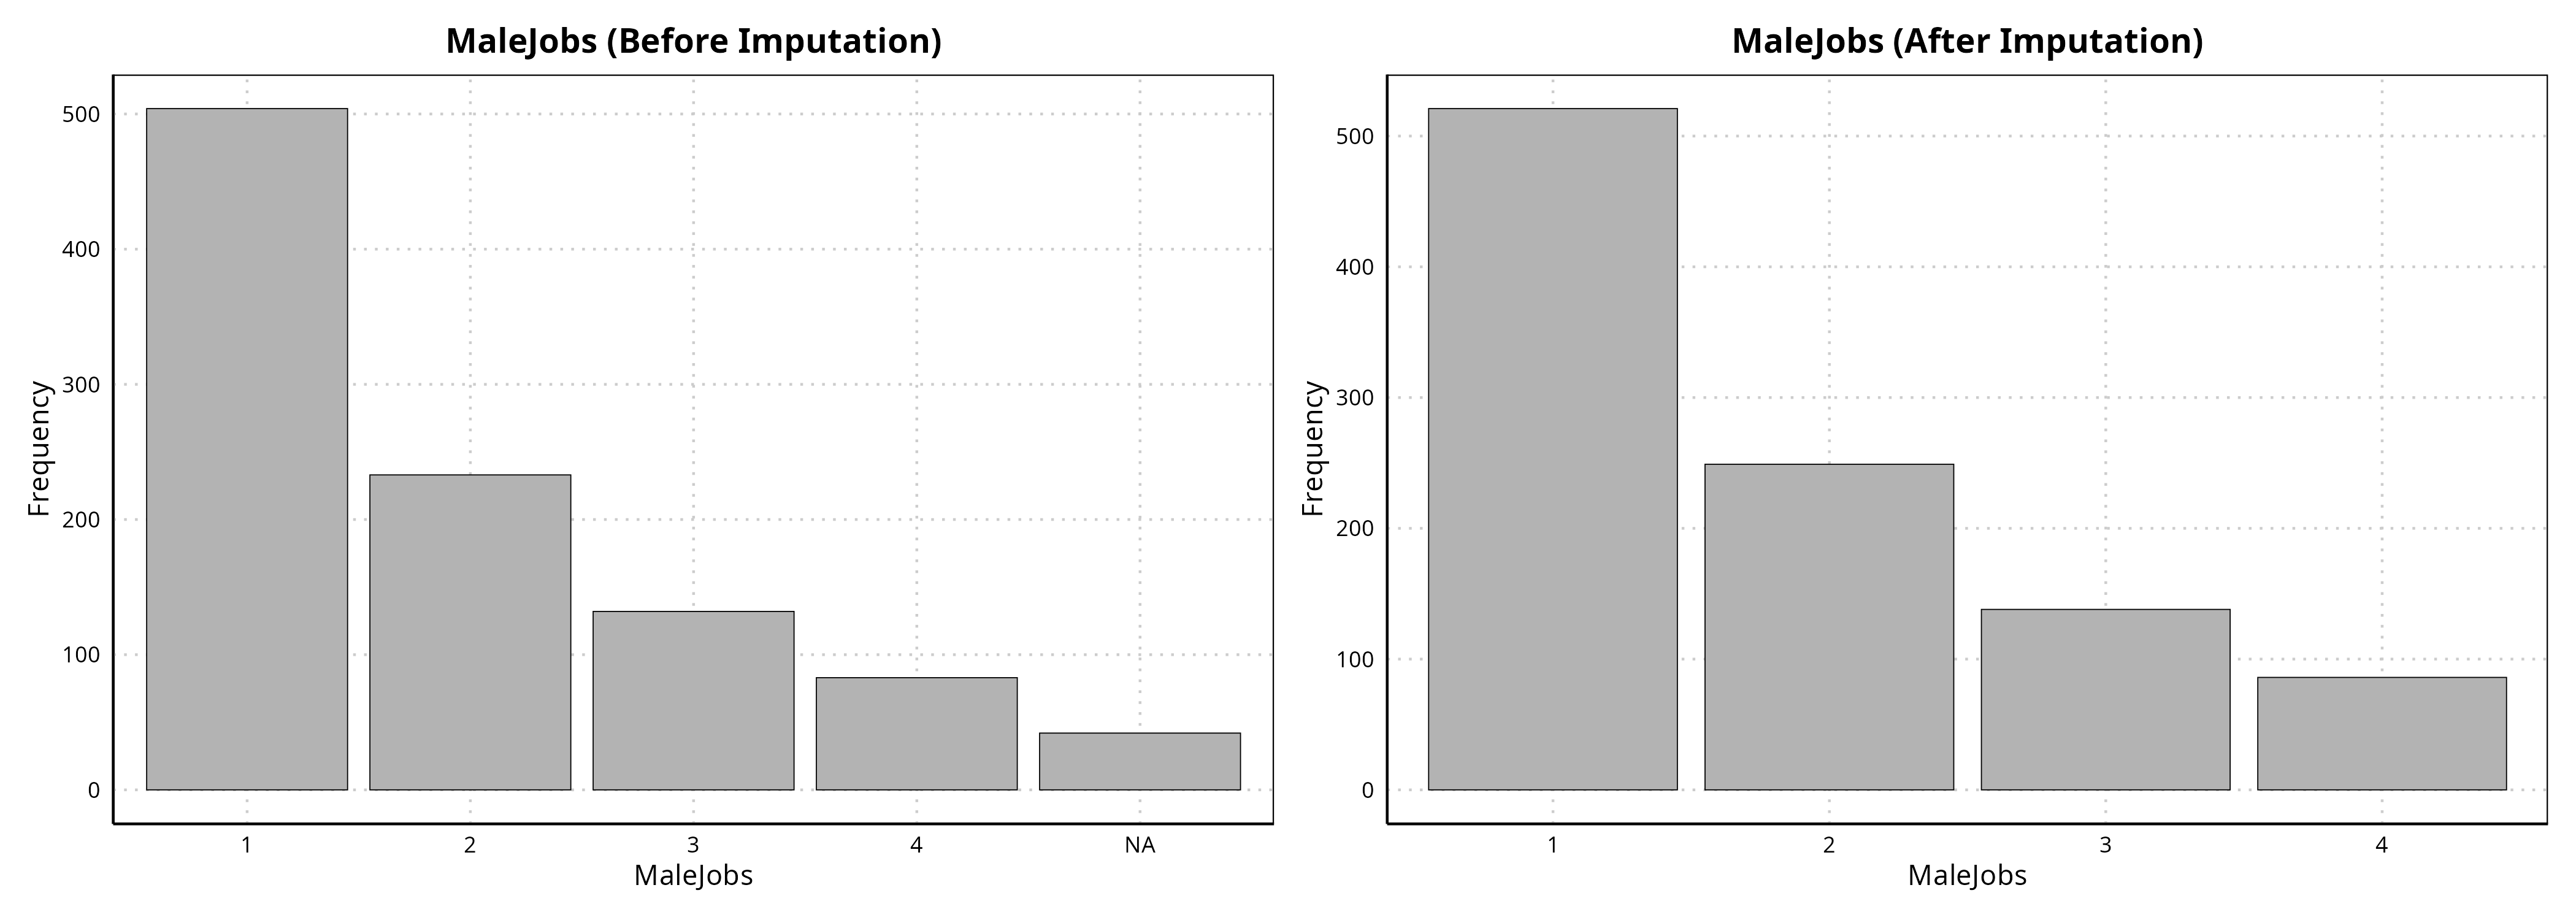 MaleJobs (Before Imputation)
Frequency
500
400
300
200
100
0
1 2 3 4 NA
MaleJobs
MaleJobs (After Imputation)
Frequency
500
400
300
200
100
0
1 2 3 4
MaleJobs